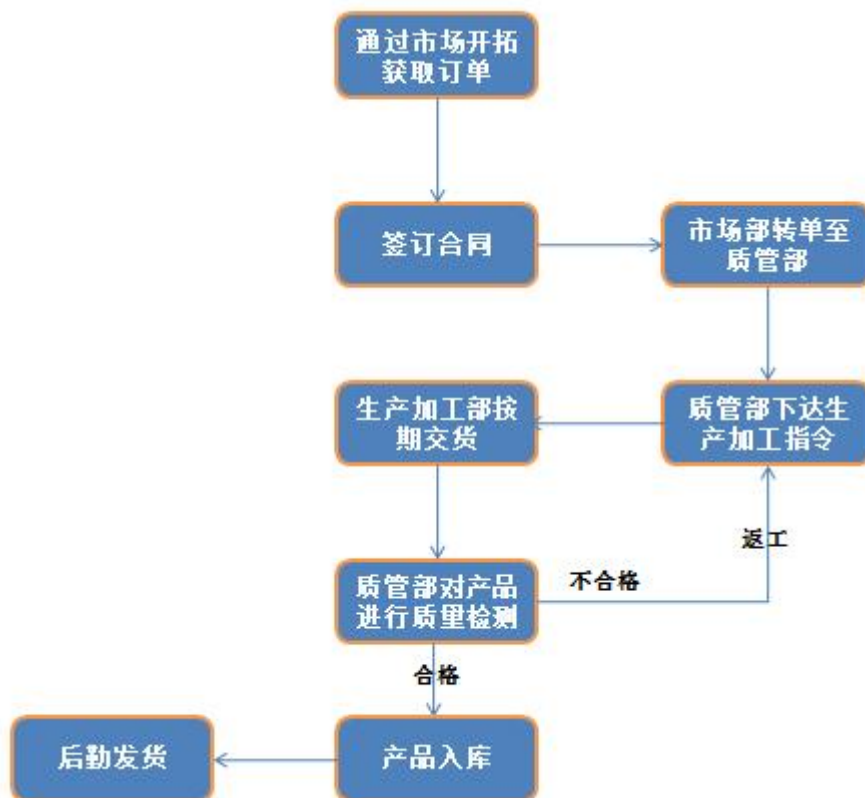 通过市场开拓
获取订单
签订合同
市场部转单至
质管部
生产加工部按
期交货
质管部下达生
产加工指令
返工
质管部对产品
进行质里检测
不合格
合格
后勤发货
产品入库